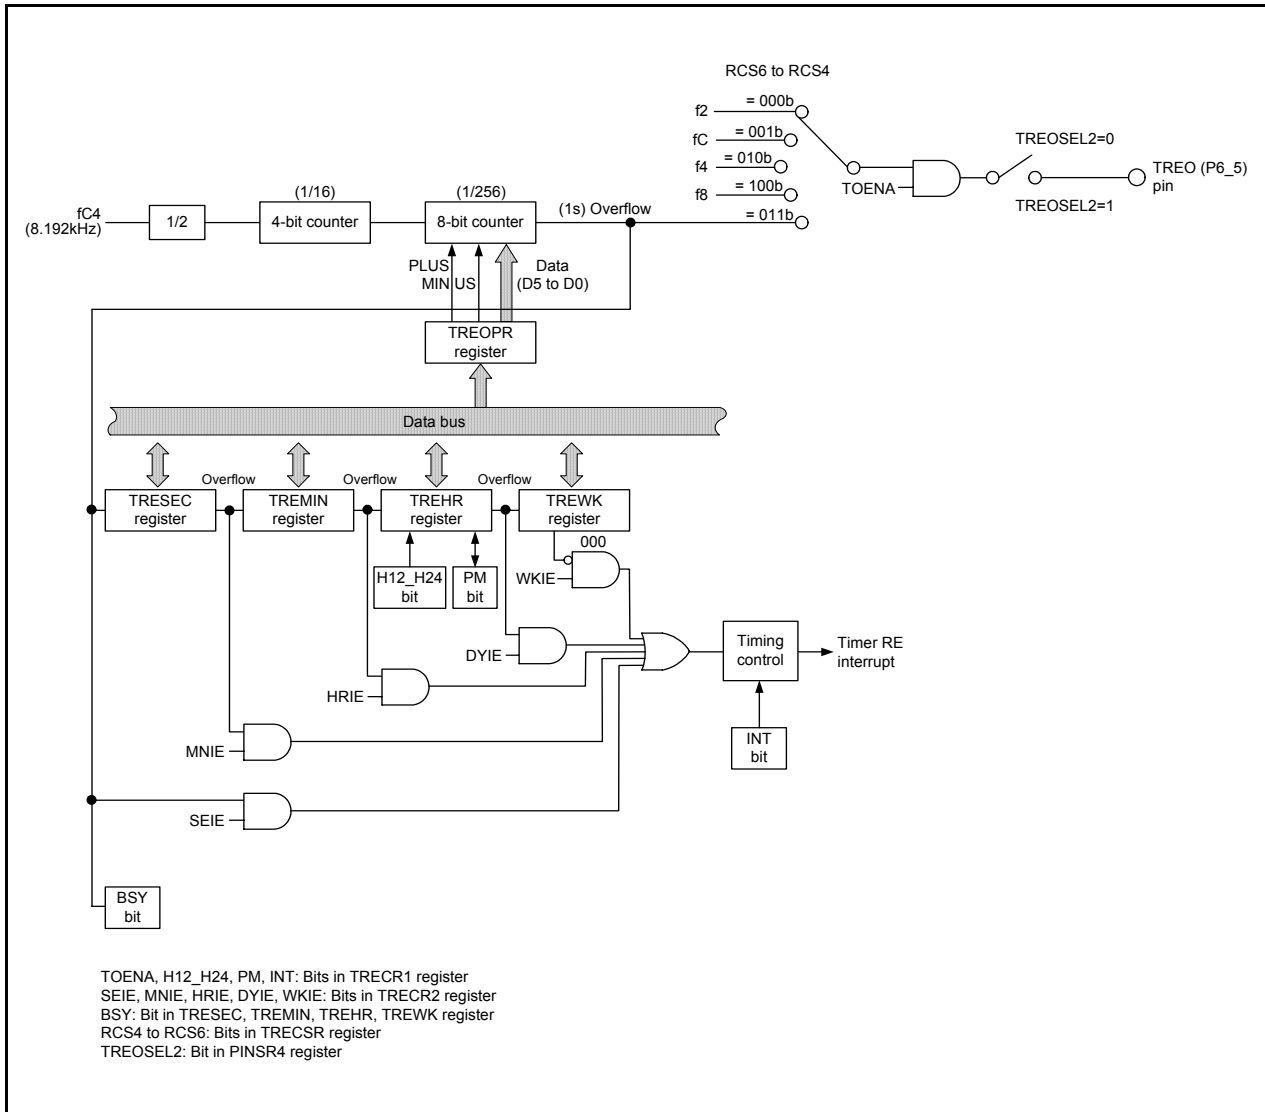 RCS6 to RCS4
f2
= 000b
fC
= 001b
f4
= 010b
f8
= 100b
= 011b
TOENA
TREOSEL2=0
TREOSEL2=1
TREO (P6_5)
pin
fC4
(8.192kHz)
1/2
(1/16)
4-bit counter
(1/256)
8-bit counter
(1s) Overflow
PLUS
MIN US
Data
(D5 to D0)
TREOPR
register
Data bus
TRESEC
register
Overflow
TREMIN
register
Overflow
TREHR
register
Overflow
TREWK
register
H12_H24
bit
PM
bit
000
WKIE
DYIE
HRIE
MNIE
SEIE
Timing
control
Timer RE
interrupt
INT
bit
BSY
bit
TOENA, H12_H24, PM, INT: Bits in TRECR1 register
SEIE, MNIE, HRIE, DYIE, WKIE: Bits in TRECR2 register
BSY: Bit in TRESEC, TREMIN, TREHR, TREWK register
RCS4 to RCS6: Bits in TRECSR register
TREOSEL2: Bit in PINSR4 register